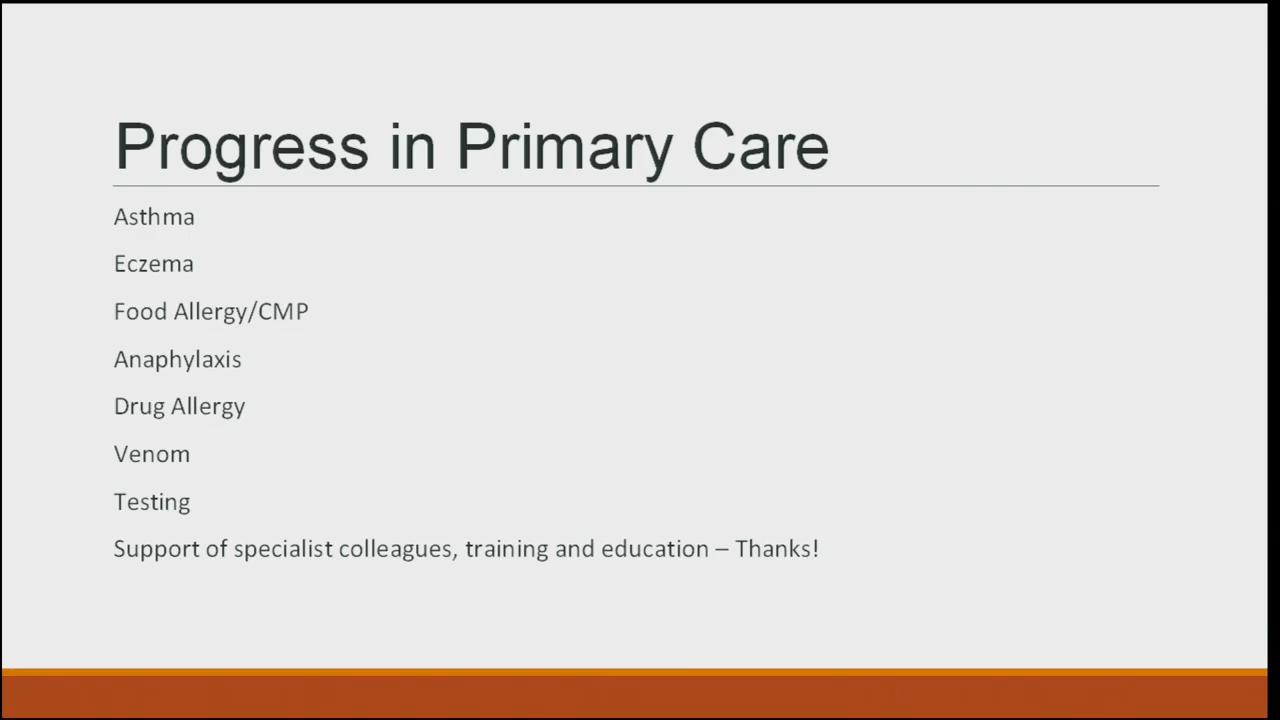 Progress in Primary Care
Asthma
Eczema
Food Allergy/CMP
Anaphylaxis
Drug Allergy
Venom
Testing
Support of specialist colleagues, training and education – Thanks!